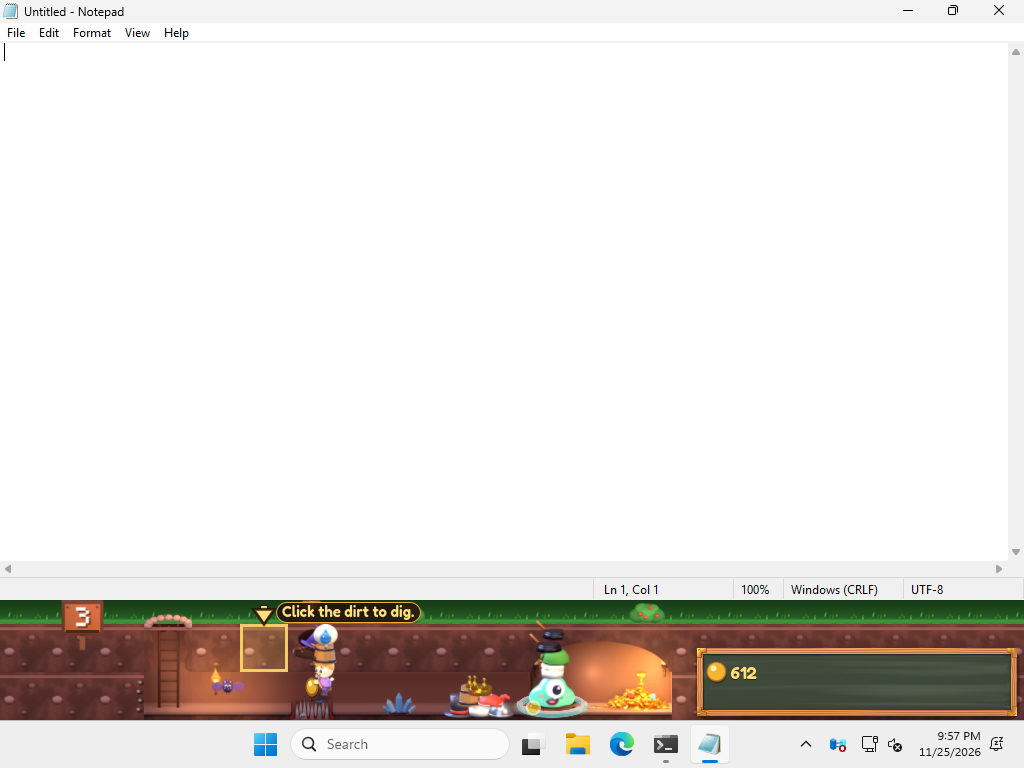 Untitled - Notepad
File Edit Format View Help
Ln 1, Col 1 100% Windows (CRLF) UTF-8
3
Click the dirt to dig.
1
612
Search
9:57 PM
11/25/2026